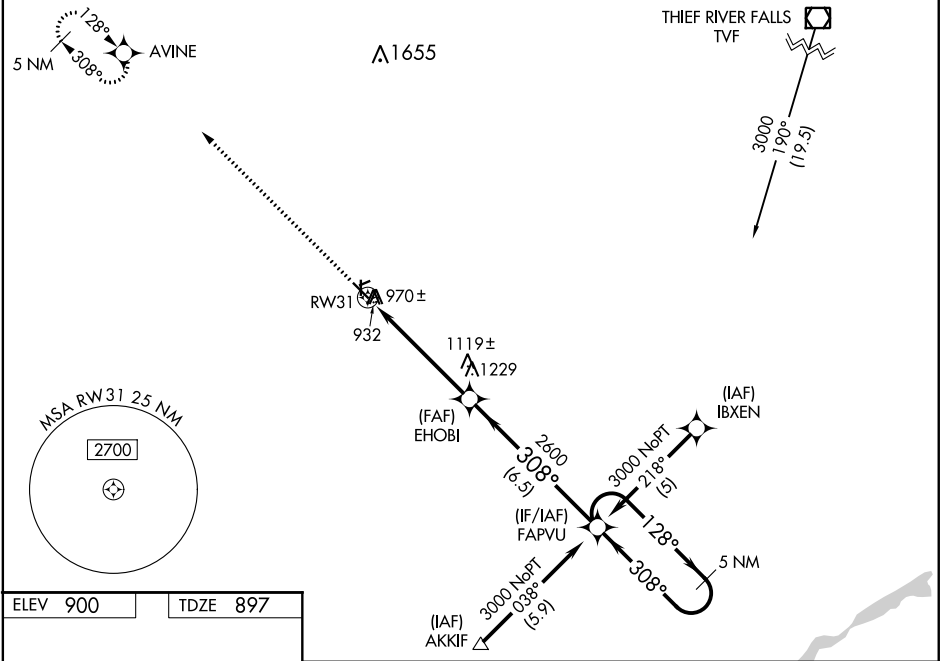 128°
308°
5 NM
AVINE
1655
THIEF RIVER FALLS
TVF
3000
190°
(19.5)
RW31
970±
932
1119±
1229
(FAF)
EHOBI
2600
308°
(6.5)
(IAF)
IBXEN
3000 NoPT
218°
(5)
(IF/IAF)
FAPVU
128°
308°
5 NM
3000 NoPT
038°
(5.9)
(IAF)
AKKIF
MSA RW31 25 NM
2700
ELEV 900
TDZE 897